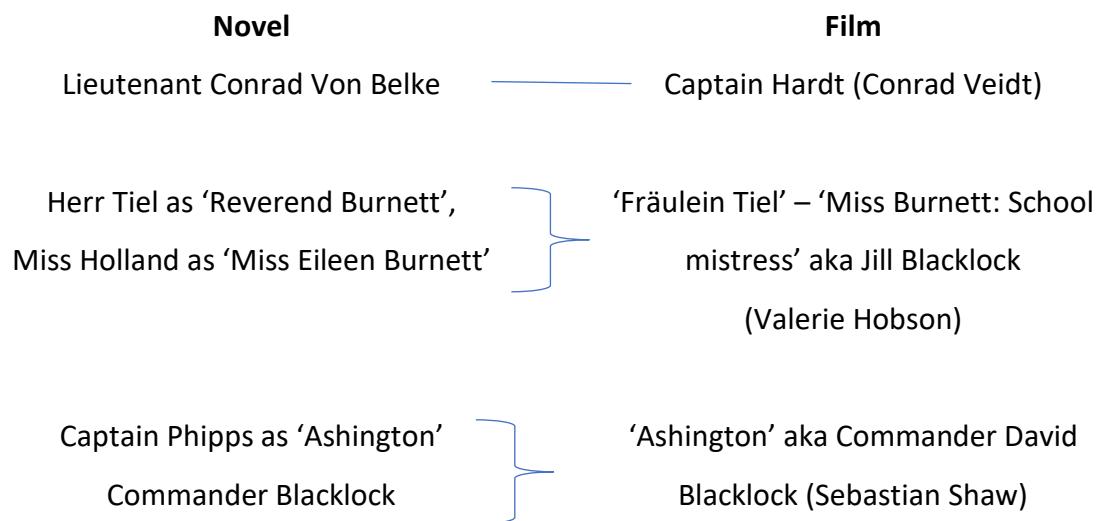 Novel
Film
Lieutenant Conrad Von Belke
Captain Hardt (Conrad Veidt)
Herr Tiel as ‘Reverend Burnett’,
‘Fräulein Tiel’ – ‘Miss Burnett: School
Miss Holland as ‘Miss Eileen Burnett’
mistress’ aka Jill Blacklock
(Valerie Hobson)
Captain Phipps as ‘Ashington’
‘Ashington’ aka Commander David
Commander Blacklock
Blacklock (Sebastian Shaw)